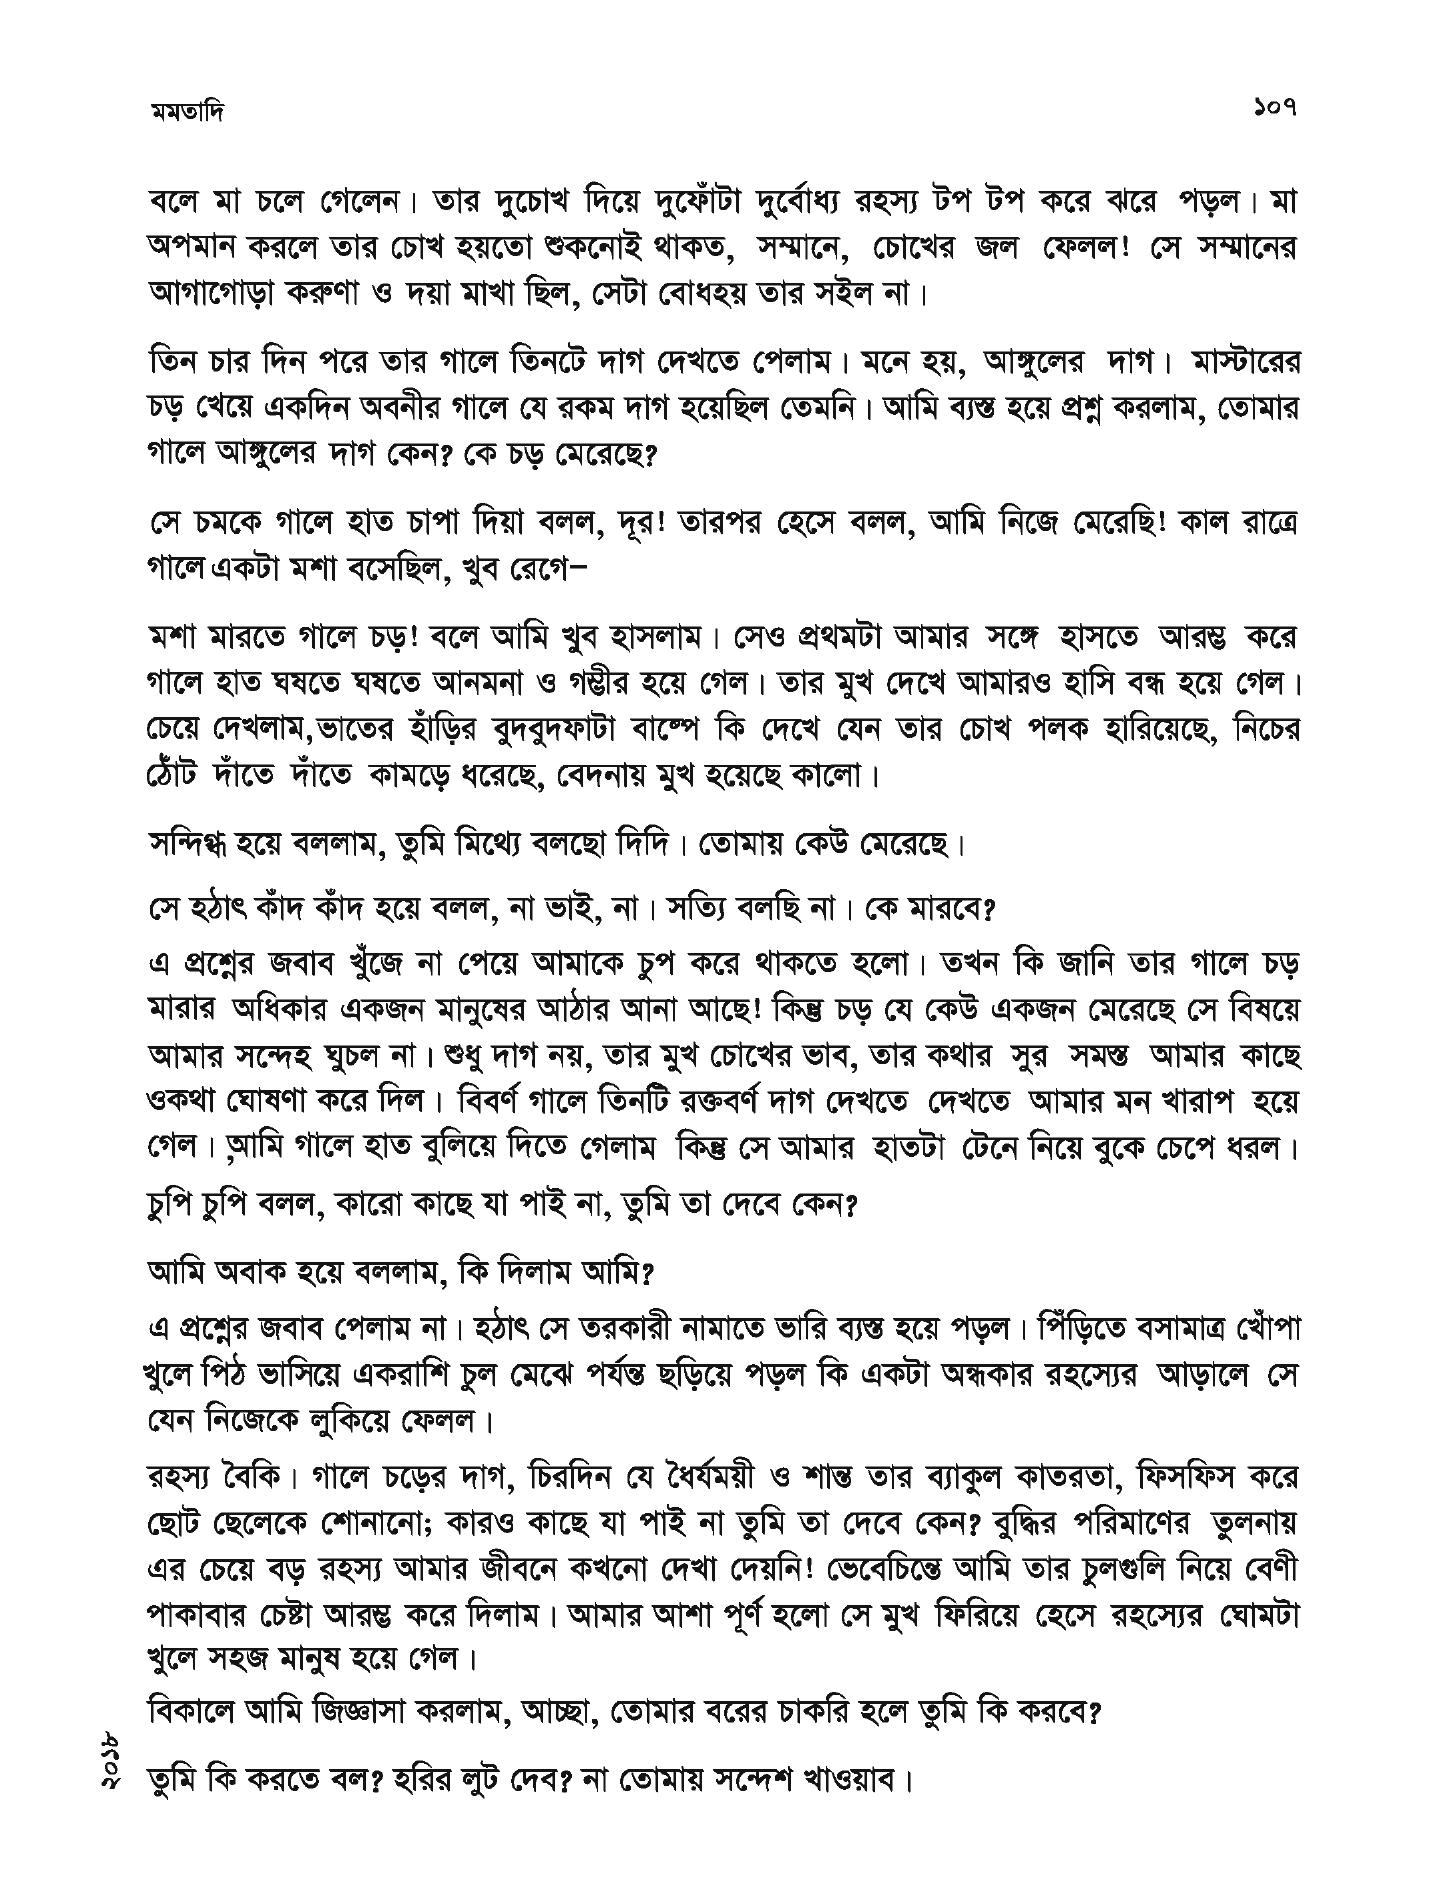 মমতাদি
১০৭
বলে মা চলে গেলেন। তার দুচোখ দিয়ে দুফোঁটা দুর্বোধ্য রহস্য টপ টপ করে ঝরে পড়ল। মা
অপমান করলে তার চোখ হয়তো শুকনোই থাকত, সম্মানে, চোখের জল ফেলল! সে সম্মানের
আগাগোড়া করুণা ও দয়া মাখা ছিল, সেটা বোধহয় তার সইল না।
তিন চার দিন পরে তার গালে তিনটে দাগ দেখতে পেলাম। মনে হয়, আঙ্গুলের দাগ। মাস্টারের
চড় খেয়ে একদিন অবনীর গালে যে রকম দাগ হয়েছিল তেমনি। আমি ব্যস্ত হয়ে প্রশ্ন করলাম, তোমার
গালে আঙ্গুলের দাগ কেন? কে চড় মেরেছে?
সে চমকে গালে হাত চাপা দিয়া বলল, দূর! তারপর হেসে বলল, আমি নিজে মেরেছি! কাল রাত্রে
গালে একটা মশা বসেছিল, খুব রেগে–
মশা মারতে গালে চড়! বলে আমি খুব হাসলাম। সেও প্রথমটা আমার সঙ্গে হাসতে আরম্ভ করে
গালে হাত ঘষতে ঘষতে আনমনা ও গম্ভীর হয়ে গেল। তার মুখ দেখে আমারও হাসি বন্ধ হয়ে গেল।
চেয়ে দেখলাম,ভাতের হাঁড়ির বুদবুদফাটা বাষ্পে কি দেখে যেন তার চোখ পলক হারিয়েছে, নিচের
ঠোঁট দাঁতে দাঁতে কামড়ে ধরেছে, বেদনায় মুখ হয়েছে কালো।
সন্দিগ্ধ হয়ে বললাম, তুমি মিথ্যে বলছো দিদি। তোমায় কেউ মেরেছে।
সে হঠাৎ কাঁদ কাঁদ হয়ে বলল, না ভাই, না। সত্যি বলছি না। কে মারবে?
এ প্রশ্নের জবাব খুঁজে না পেয়ে আমাকে চুপ করে থাকতে হলো। তখন কি জানি তার গালে চড়
মারার অধিকার একজন মানুষের আঠার আনা আছে! কিন্তু চড় যে কেউ একজন মেরেছে সে বিষয়ে
আমার সন্দেহ ঘুচল না। শুধু দাগ নয়, তার মুখ চোখের ভাব, তার কথার সুর সমস্ত আমার কাছে
ওকথা ঘোষণা করে দিল। বিবর্ণ গালে তিনটি রক্তবর্ণ দাগ দেখতে দেখতে আমার মন খারাপ হয়ে
গেল। আমি গালে হাত বুলিয়ে দিতে গেলাম কিন্তু সে আমার হাতটা টেনে নিয়ে বুকে চেপে ধরল।
চুপি চুপি বলল, কারো কাছে যা পাই না, তুমি তা দেবে কেন?
আমি অবাক হয়ে বললাম, কি দিলাম আমি?
এ প্রশ্নের জবাব পেলাম না। হঠাৎ সে তরকারী নামাতে ভারি ব্যস্ত হয়ে পড়ল। পিঁড়িতে বসামাত্র খোঁপা
খুলে পিঠ ভাসিয়ে একরাশি চুল মেঝে পর্যন্ত ছড়িয়ে পড়ল কি একটা অন্ধকার রহস্যের আড়ালে সে
যেন নিজেকে লুকিয়ে ফেলল।
রহস্য বৈকি। গালে চড়ের দাগ, চিরদিন যে ধৈর্যময়ী ও শান্ত তার ব্যাকুল কাতরতা, ফিসফিস করে
ছোট ছেলেকে শোনানো; কারও কাছে যা পাই না তুমি তা দেবে কেন? বুদ্ধির পরিমাণের তুলনায়
এর চেয়ে বড় রহস্য আমার জীবনে কখনো দেখা দেয়নি! ভেবেচিন্তে আমি তার চুলগুলি নিয়ে বেণী
পাকাবার চেষ্টা আরম্ভ করে দিলাম। আমার আশা পূর্ণ হলো সে মুখ ফিরিয়ে হেসে রহস্যের ঘোমটা
খুলে সহজ মানুষ হয়ে গেল।
বিকালে আমি জিজ্ঞাসা করলাম, আচ্ছা, তোমার বরের চাকরি হলে তুমি কি করবে?
তুমি কি করতে বল? হরির লুট দেব? না তোমায় সন্দেশ খাওয়াব।
২০১৮